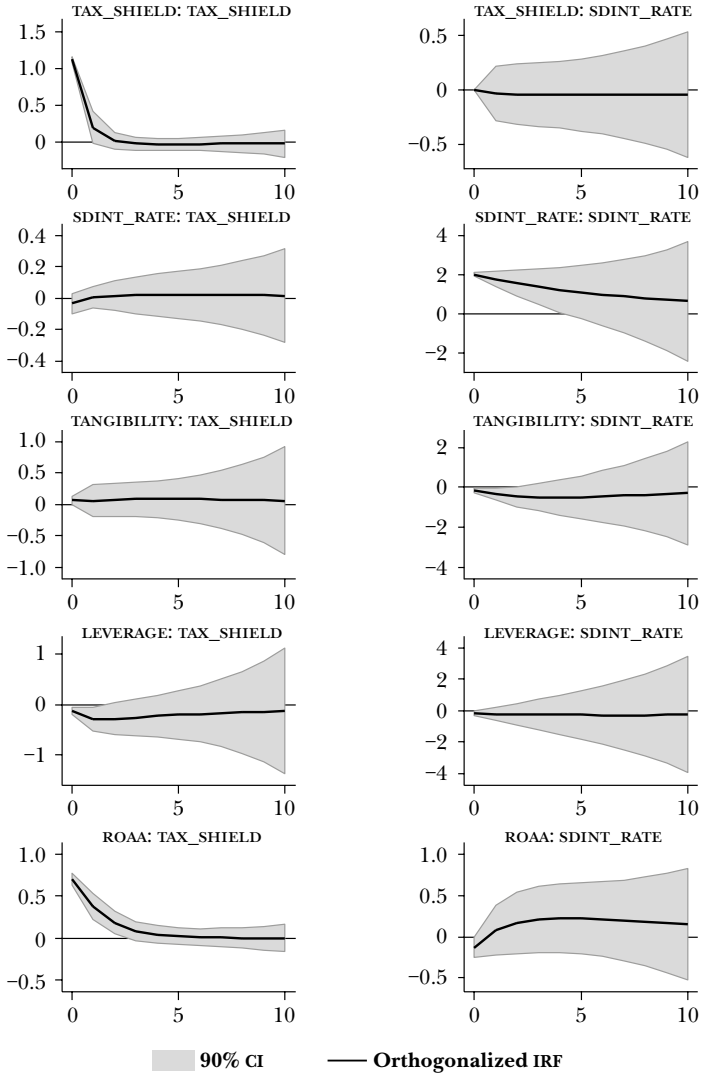 TAX_SHIELD: TAX_SHIELD
1.5
1.0
0.5
0
0 5 10
TAX_SHIELD: SDINT_RATE
0.5
0
−0.5
0 5 10
SDINT_RATE: TAX_SHIELD
0.4
0.2
0
−0.2
−0.4
0 5 10
SDINT_RATE: SDINT_RATE
4
2
0
−2
0 5 10
TANGIBILITY: TAX_SHIELD
1.0
0.5
0
−0.5
−1.0
0 5 10
TANGIBILITY: SDINT_RATE
2
0
−2
−4
0 5 10
LEVERAGE: TAX_SHIELD
1
0
−1
0 5 10
LEVERAGE: SDINT_RATE
4
2
0
−2
−4
0 5 10
ROAA: TAX_SHIELD
1.0
0.5
0
−0.5
0 5 10
ROAA: SDINT_RATE
1.0
0.5
0
−0.5
0 5 10
90% CI
Orthogonalized IRF